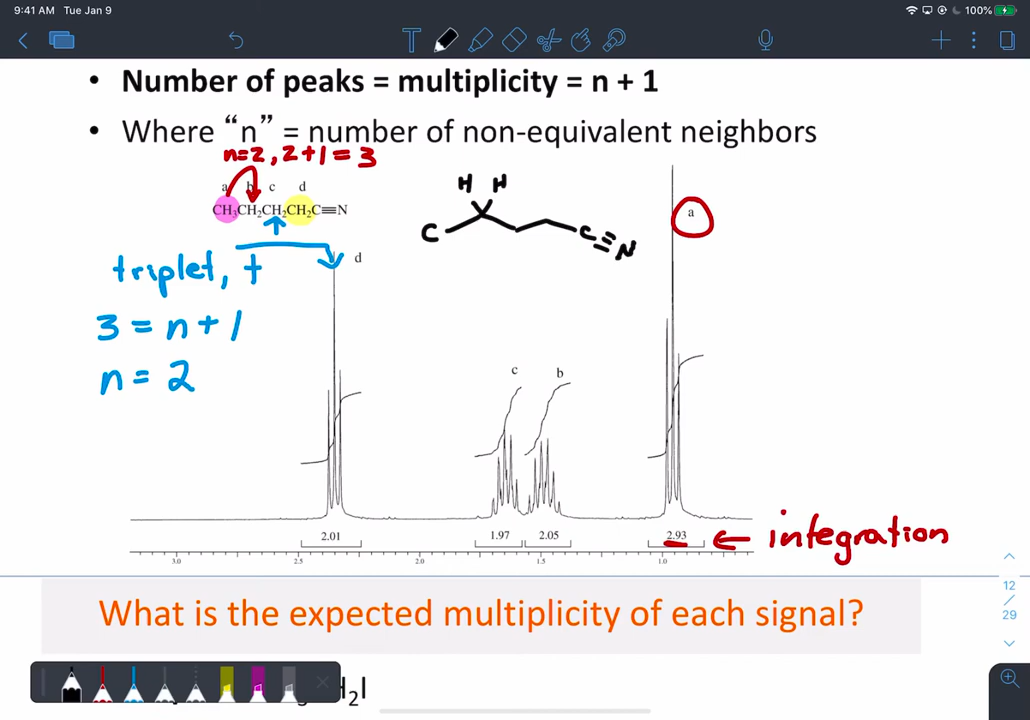 9:41 AM Tue Jan 9
100%
T
• Number of peaks = multiplicity = n + 1
• Where “n” = number of non-equivalent neighbors
n=2, 2+1=3
a b c d
CH₃CH₂CH₂CH₂C≡N
H H
C C≡N
a
triplet, t
d
3 = n + 1
n = 2
c b
2.01 1.97 2.05 2.93 ← integration
3.0 2.5 2.0 1.5 1.0
12
/
29
What is the expected multiplicity of each signal?
H₂I